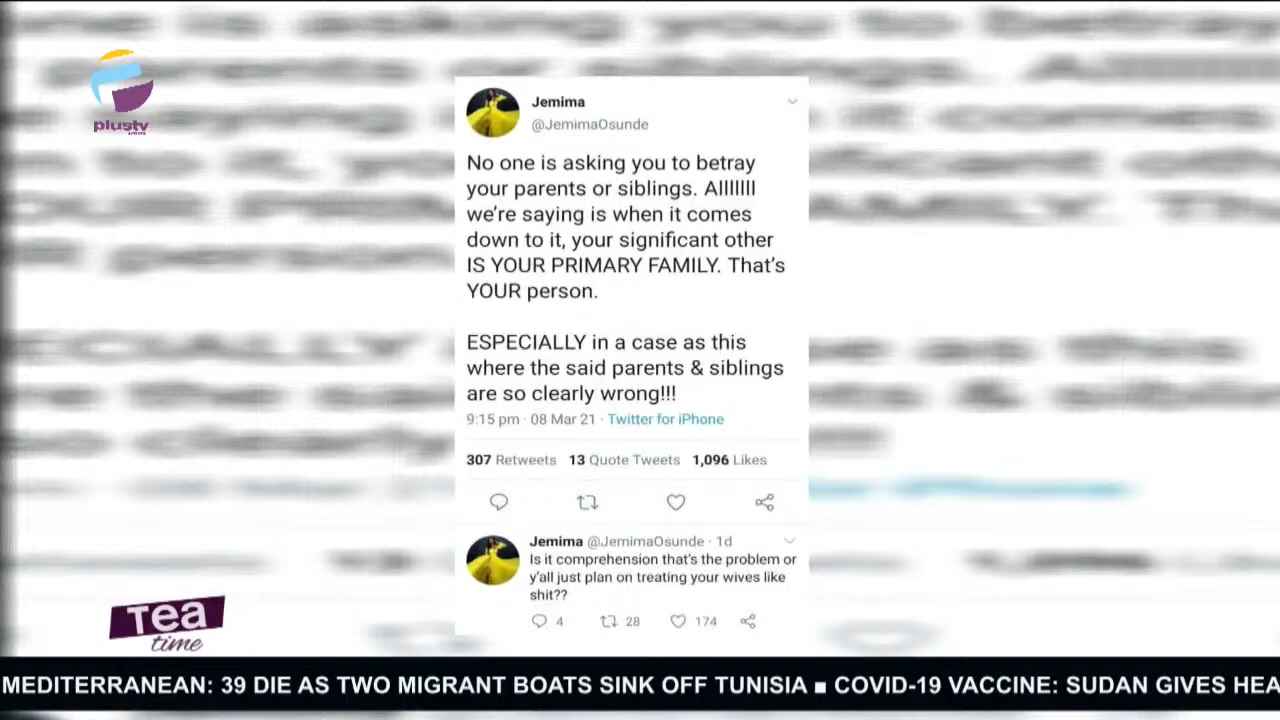 plustv
Jemima
@JemimaOsunde
No one is asking you to betray
your parents or siblings. Alllllll
we're saying is when it comes
down to it, your significant other
IS YOUR PRIMARY FAMILY. That's
YOUR person.
ESPECIALLY in a case as this
where the said parents & siblings
are so clearly wrong!!!
9:15 pm · 08 Mar 21 · Twitter for iPhone
307 Retweets 13 Quote Tweets 1,096 Likes
Jemima @JemimaOsunde · 1d
Is it comprehension that's the problem or
y'all just plan on treating your wives like
shit??
4 28 174
Tea
time
MEDITERRANEAN: 39 DIE AS TWO MIGRANT BOATS SINK OFF TUNISIA ■ COVID-19 VACCINE: SUDAN GIVES HEA